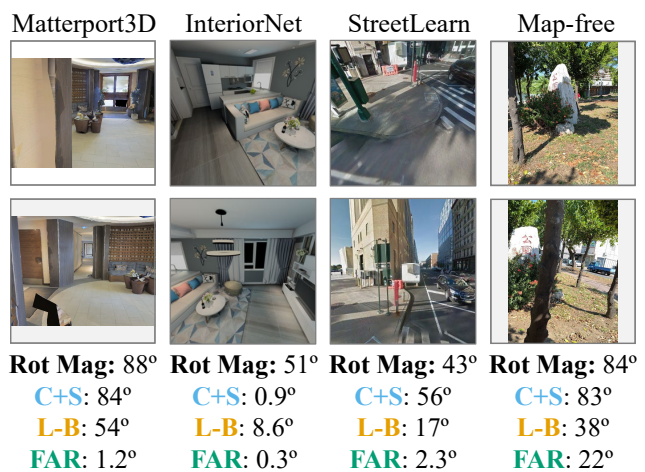 Matterport3D InteriorNet StreetLearn Map-free
公
Rot Mag: 88º Rot Mag: 51º Rot Mag: 43º Rot Mag: 84º
C+S: 84º C+S: 0.9º C+S: 56º C+S: 83º
L-B: 54º L-B: 8.6º L-B: 17º L-B: 38º
FAR: 1.2º FAR: 0.3º FAR: 2.3º FAR: 22º